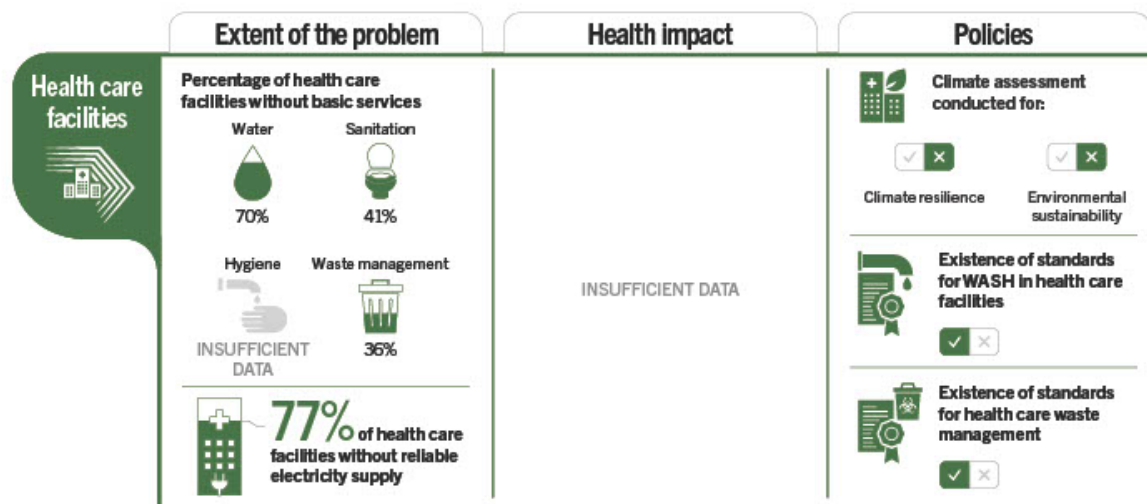 Extent of the problem
Health impact
Policies
Health care
facilities
Percentage of health care
facilities without basic services
Water
Sanitation
70%
41%
Hygiene
Waste management
INSUFFICIENT
DATA
36%
77% of health care
facilities without reliable
electricity supply
INSUFFICIENT DATA
Climate assessment
conducted for:
Climate resilience
Environmental
sustainability
Existence of standards
for WASH in health care
facilities
Existence of standards
for health care waste
management